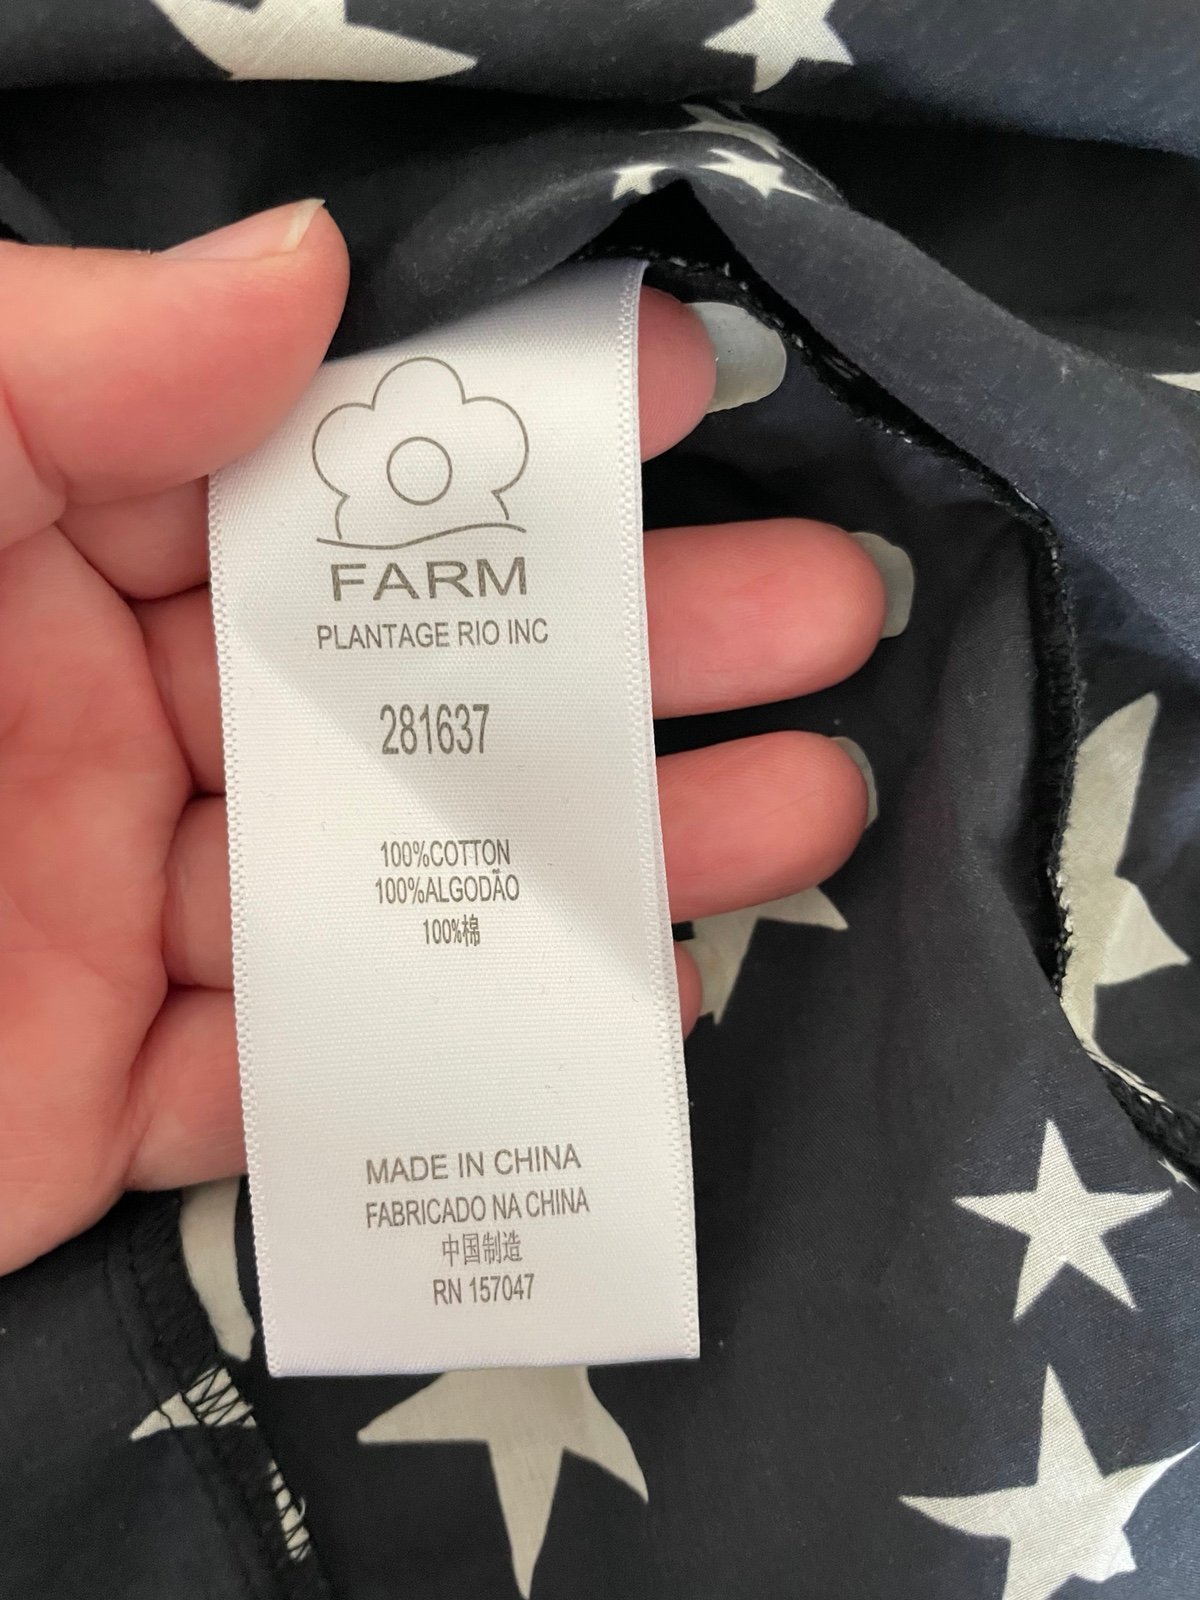 FARM
PLANTAGE RIO INC
281637
100%COTTON
100%ALGODÃO
100%棉
MADE IN CHINA
FABRICADO NA CHINA
中国制造
RN 157047